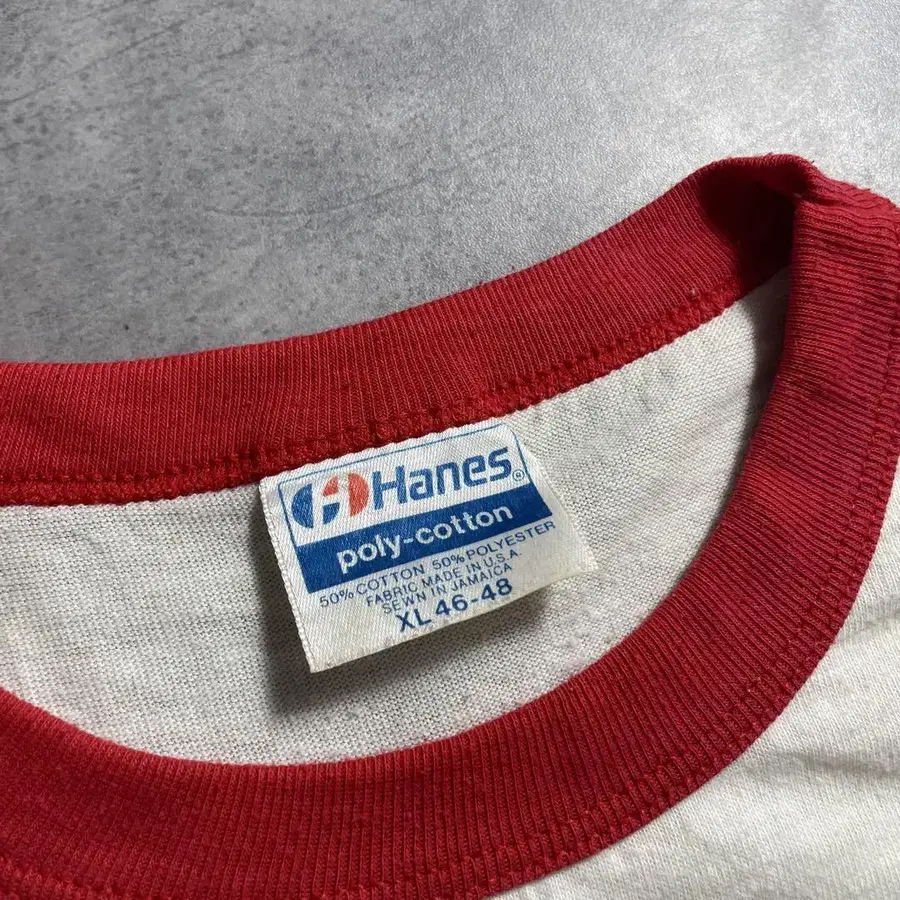 Hanes®
poly-cotton
50% COTTON 50% POLYESTER
FABRIC MADE IN U.S.A.
SEWN IN JAMAICA
XL 46-48